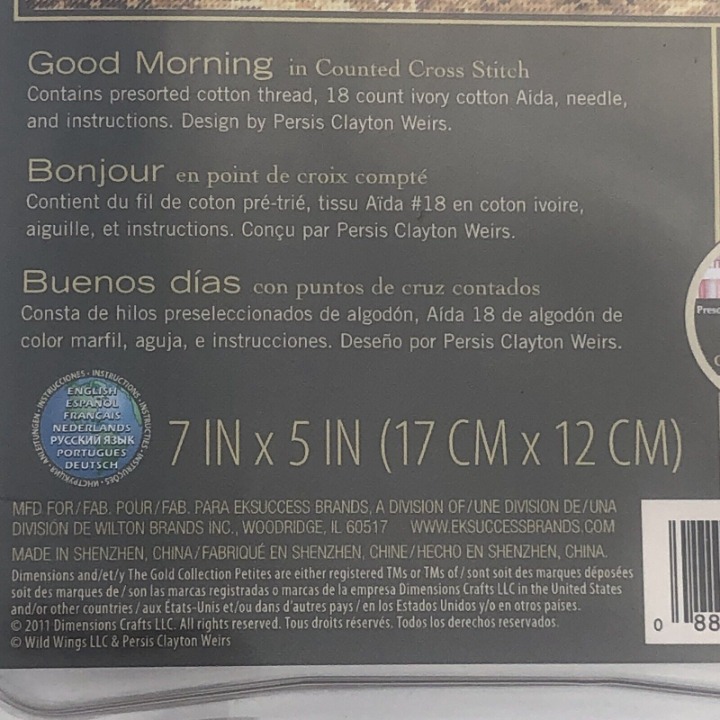 Good Morning in Counted Cross Stitch
Contains presorted cotton thread, 18 count ivory cotton Aida, needle,
and instructions. Design by Persis Clayton Weirs.
Bonjour en point de croix compté
Contient du fil de coton pré-trié, tissu Aïda #18 en coton ivoire,
aiguille, et instructions. Conçu par Persis Clayton Weirs.
Buenos días con puntos de cruz contados
Consta de hilos preseleccionados de algodón, Aída 18 de algodón de
color marfil, aguja, e instrucciones. Deseño por Persis Clayton Weirs.
INSTRUCCIONES • INSTRUCTIONS
ENGLISH
ESPAÑOL
FRANÇAIS
NEDERLANDS
РУССКИЙ ЯЗЫК
PORTUGUES
DEUTSCH
7 IN x 5 IN (17 CM x 12 CM)
MFD FOR/FAB. POUR/FAB. PARA EKSUCCESS BRANDS, A DIVISION OF/UNE DIVISION DE/UNA
DIVISIÓN DE WILTON BRANDS INC., WOODRIDGE, IL 60517 WWW.EKSUCCESSBRANDS.COM
MADE IN SHENZHEN, CHINA/FABRIQUÉ EN SHENZHEN, CHINE/HECHO EN SHENZHEN, CHINA.
Dimensions and/et/y The Gold Collection Petites are either registered TMs or TMs of / sont soit des marques déposées
soit des marques de / son las marcas registradas o marcas de la empresa Dimensions Crafts LLC in the United States
and/or other countries / aux États-Unis et/ou dans d'autres pays / en los Estados Unidos y/o en otros países.
© 2011 Dimensions Crafts LLC. All rights reserved. Tous droits réservés. Todos los derechos reservados.
© Wild Wings LLC & Persis Clayton Weirs
0 88